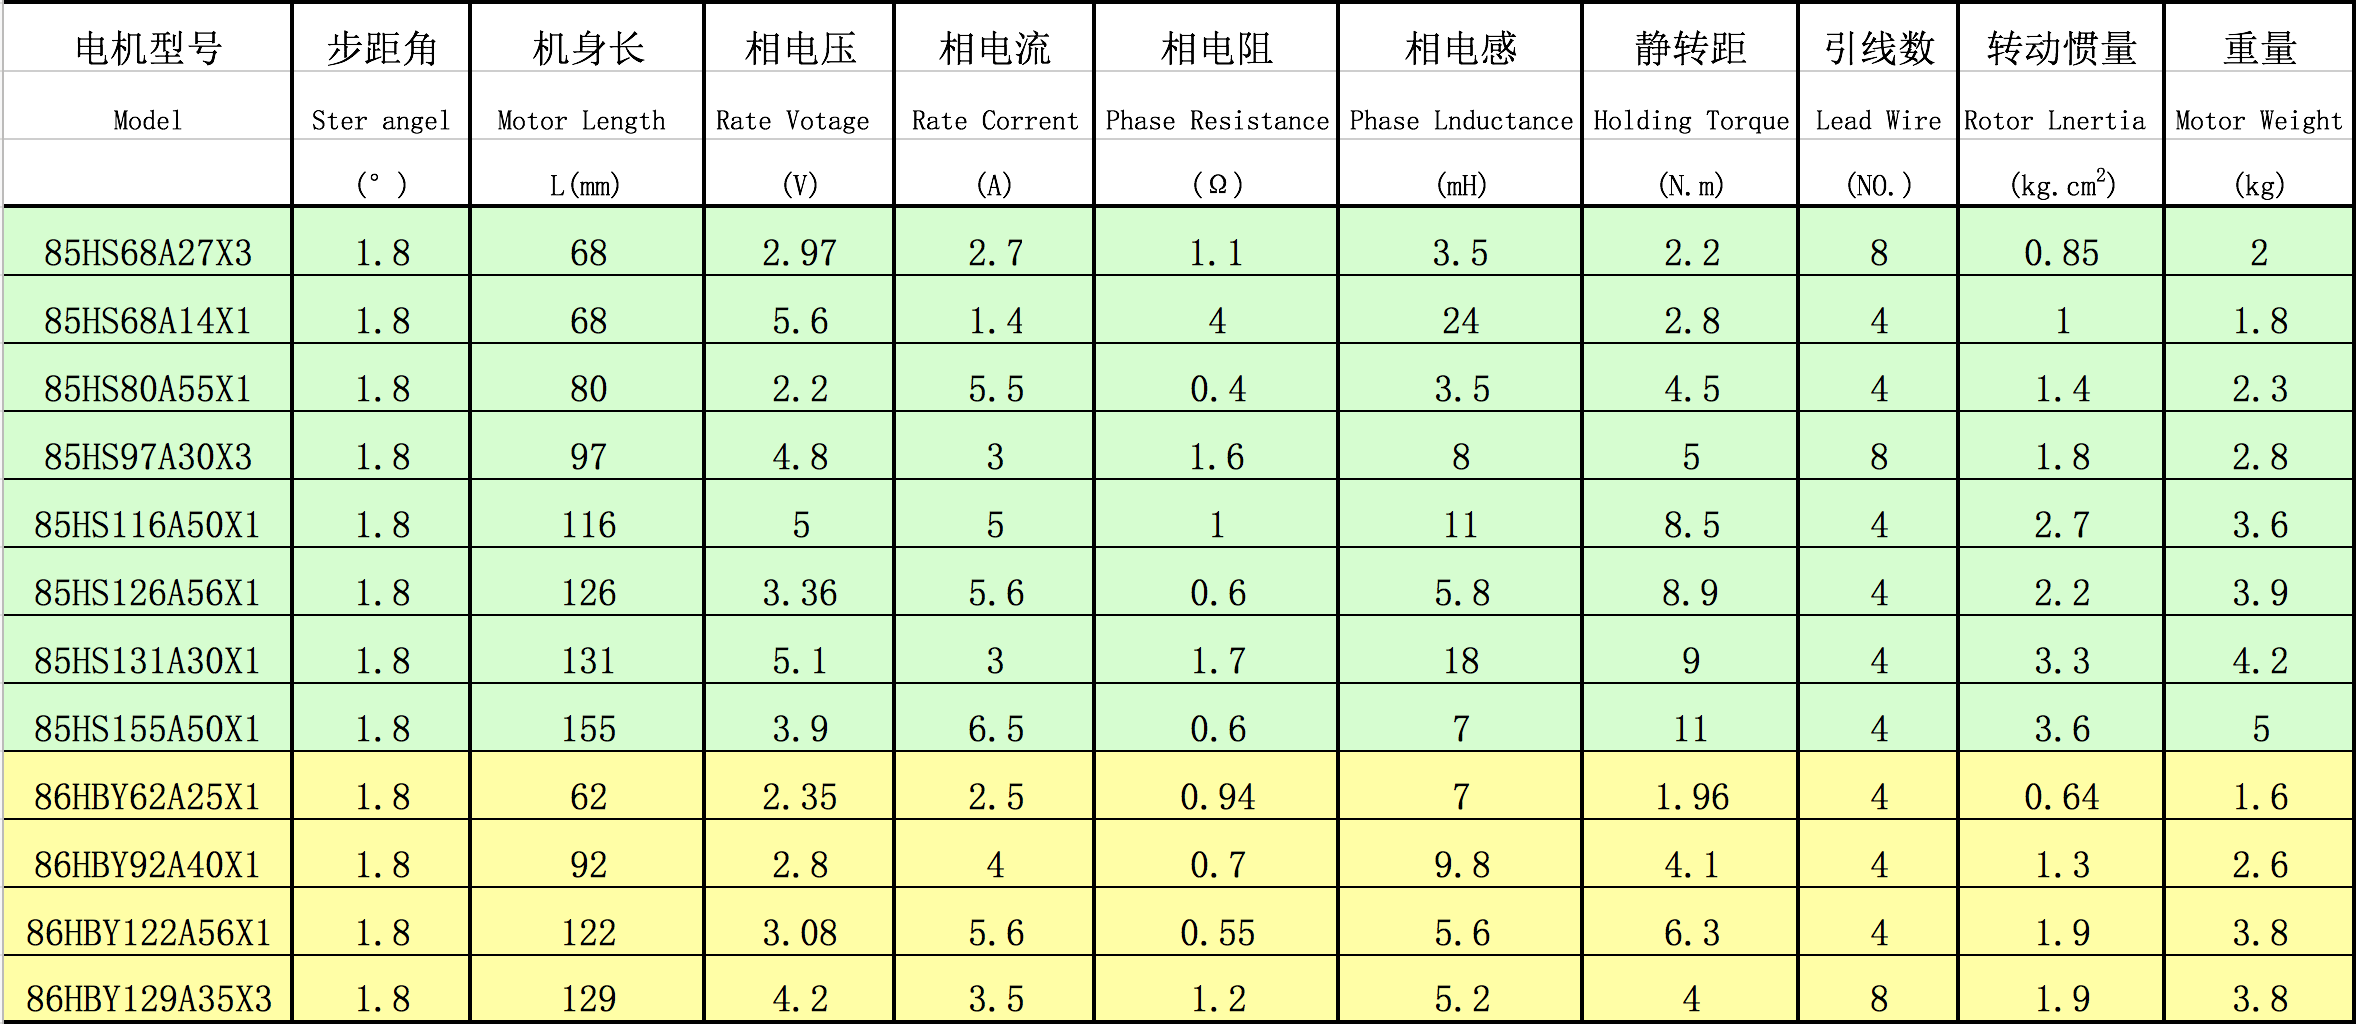 电机型号 步距角 机身长 相电压 相电流 相电阻 相电感 静转距 引线数 转动惯量 重量
Model Ster angel Motor Length Rate Votage Rate Corrent Phase Resistance Phase Lnductance Holding Torque Lead Wire Rotor Lnertia Motor Weight
(° ) L(mm) (V) (A) (Ω) (mH) (N.m) (NO.) (kg.cm²) (kg)
85HS68A27X3 1.8 68 2.97 2.7 1.1 3.5 2.2 8 0.85 2
85HS68A14X1 1.8 68 5.6 1.4 4 24 2.8 4 1 1.8
85HS80A55X1 1.8 80 2.2 5.5 0.4 3.5 4.5 4 1.4 2.3
85HS97A30X3 1.8 97 4.8 3 1.6 8 5 8 1.8 2.8
85HS116A50X1 1.8 116 5 5 1 11 8.5 4 2.7 3.6
85HS126A56X1 1.8 126 3.36 5.6 0.6 5.8 8.9 4 2.2 3.9
85HS131A30X1 1.8 131 5.1 3 1.7 18 9 4 3.3 4.2
85HS155A50X1 1.8 155 3.9 6.5 0.6 7 11 4 3.6 5
86HBY62A25X1 1.8 62 2.35 2.5 0.94 7 1.96 4 0.64 1.6
86HBY92A40X1 1.8 92 2.8 4 0.7 9.8 4.1 4 1.3 2.6
86HBY122A56X1 1.8 122 3.08 5.6 0.55 5.6 6.3 4 1.9 3.8
86HBY129A35X3 1.8 129 4.2 3.5 1.2 5.2 4 8 1.9 3.8